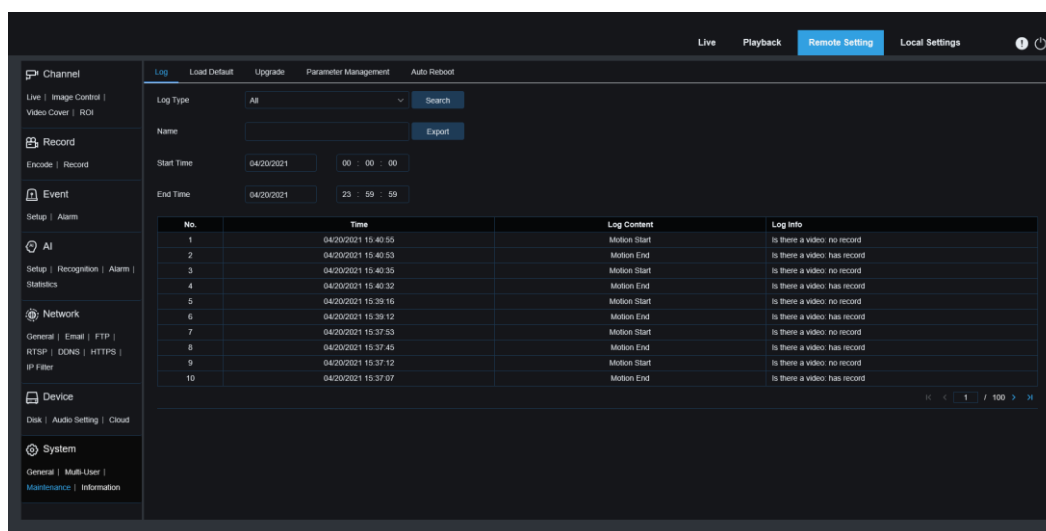 Live Playback Remote Setting Local Settings
Channel
Live | Image Control |
Video Cover | ROI
Record
Encode | Record
Event
Setup | Alarm
AI
Setup | Recognition | Alarm |
Statistics
Network
General | Email | FTP |
RTSP | DDNS | HTTPS |
IP Filter
Device
Disk | Audio Setting | Cloud
System
General | Multi-User |
Maintenance | Information
Log Load Default Upgrade Parameter Management Auto Reboot
Log Type All Search
Name Export
Start Time 04/20/2021 00 : 00 : 00
End Time 04/20/2021 23 : 59 : 59
No. Time Log Content Log Info
1 04/20/2021 15:40:55 Motion Start Is there a video: no record
2 04/20/2021 15:40:53 Motion End Is there a video: has record
3 04/20/2021 15:40:35 Motion Start Is there a video: no record
4 04/20/2021 15:40:32 Motion End Is there a video: has record
5 04/20/2021 15:39:16 Motion Start Is there a video: no record
6 04/20/2021 15:39:12 Motion End Is there a video: has record
7 04/20/2021 15:37:53 Motion Start Is there a video: no record
8 04/20/2021 15:37:45 Motion End Is there a video: has record
9 04/20/2021 15:37:12 Motion Start Is there a video: no record
10 04/20/2021 15:37:07 Motion End Is there a video: has record
1 / 100